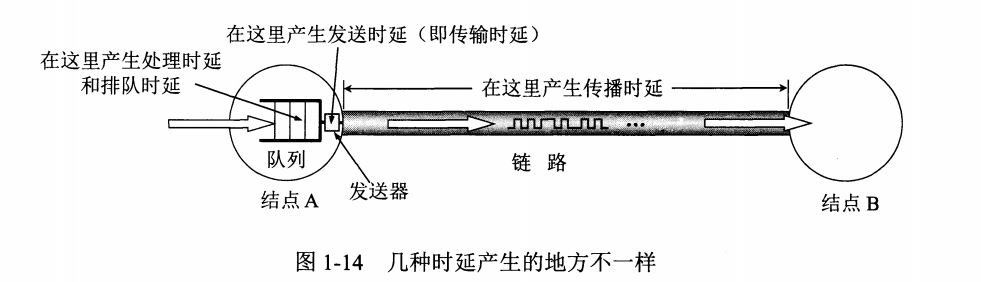 在这里产生发送时延（即传输时延）
在这里产生处理时延
和排队时延
在这里产生传播时延
队列
链 路
结点 A
发送器
结点 B
图 1-14 几种时延产生的地方不一样